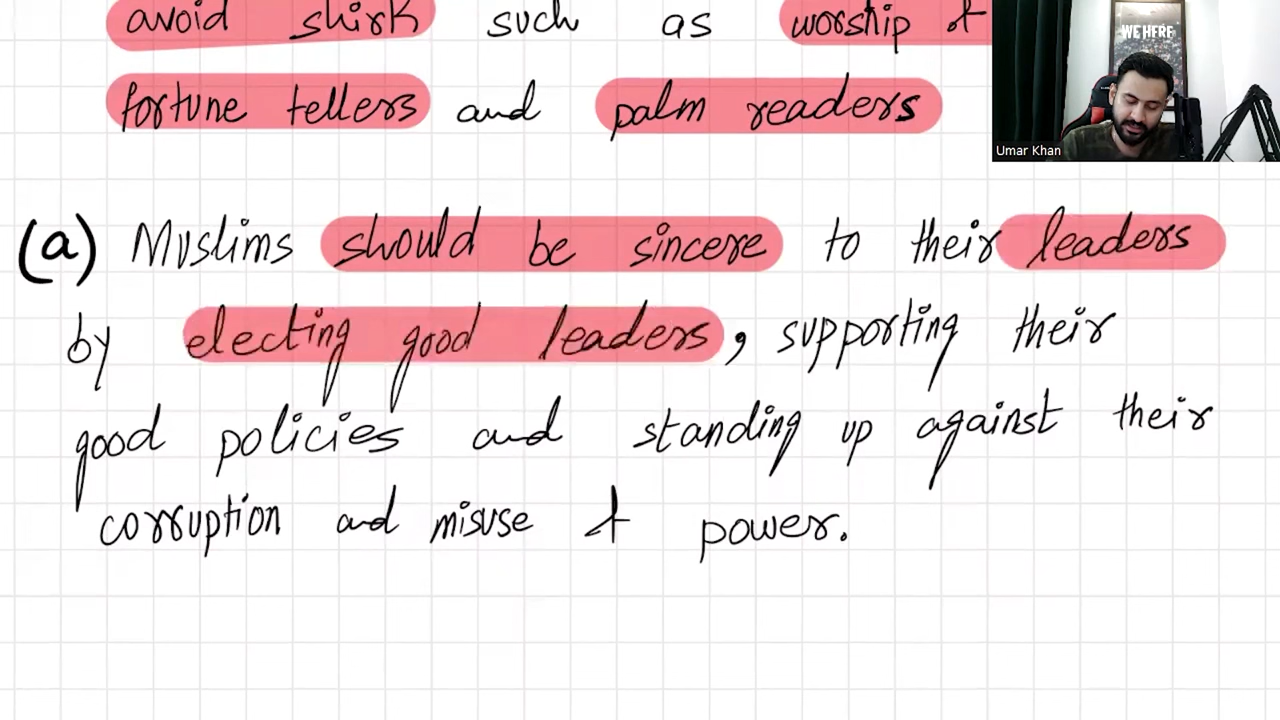 avoid shirk such as worship of
fortune tellers and palm readers
WE HERE
Umar Khan
(a) Muslims should be sincere to their leaders
by electing good leaders, supporting their
good policies and standing up against their
corruption and misuse of power.